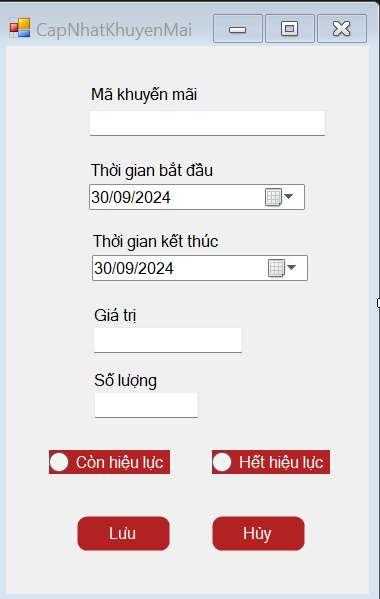 CapNhatKhuyenMai
Mã khuyến mãi
Thời gian bắt đầu
30/09/2024
Thời gian kết thúc
30/09/2024
Giá trị
Số lượng
Còn hiệu lực Hết hiệu lực
Lưu Hủy